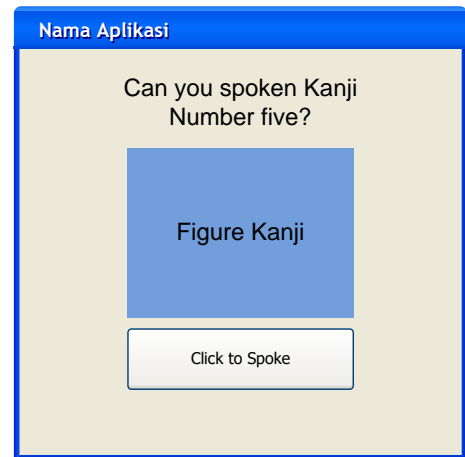 Nama Aplikasi
Can you spoken Kanji
Number five?
Figure Kanji
Click to Spoke